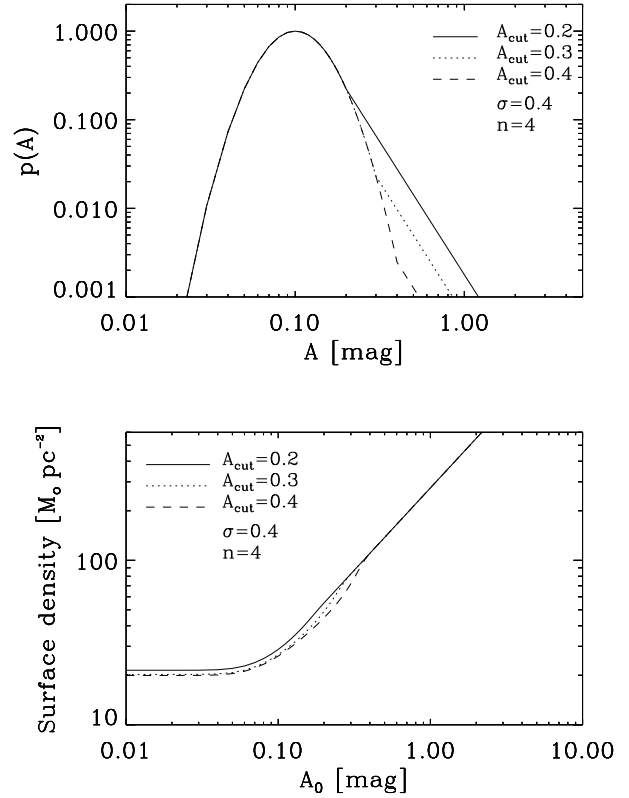 1.000
0.100
0.010
0.001
p(A)
A_cut=0.2
A_cut=0.3
A_cut=0.4
σ=0.4
n=4
0.01 0.10 1.00
A [mag]
Surface density [M_o pc^-2]
100
10
A_cut=0.2
A_cut=0.3
A_cut=0.4
σ=0.4
n=4
0.01 0.10 1.00 10.00
A_0 [mag]